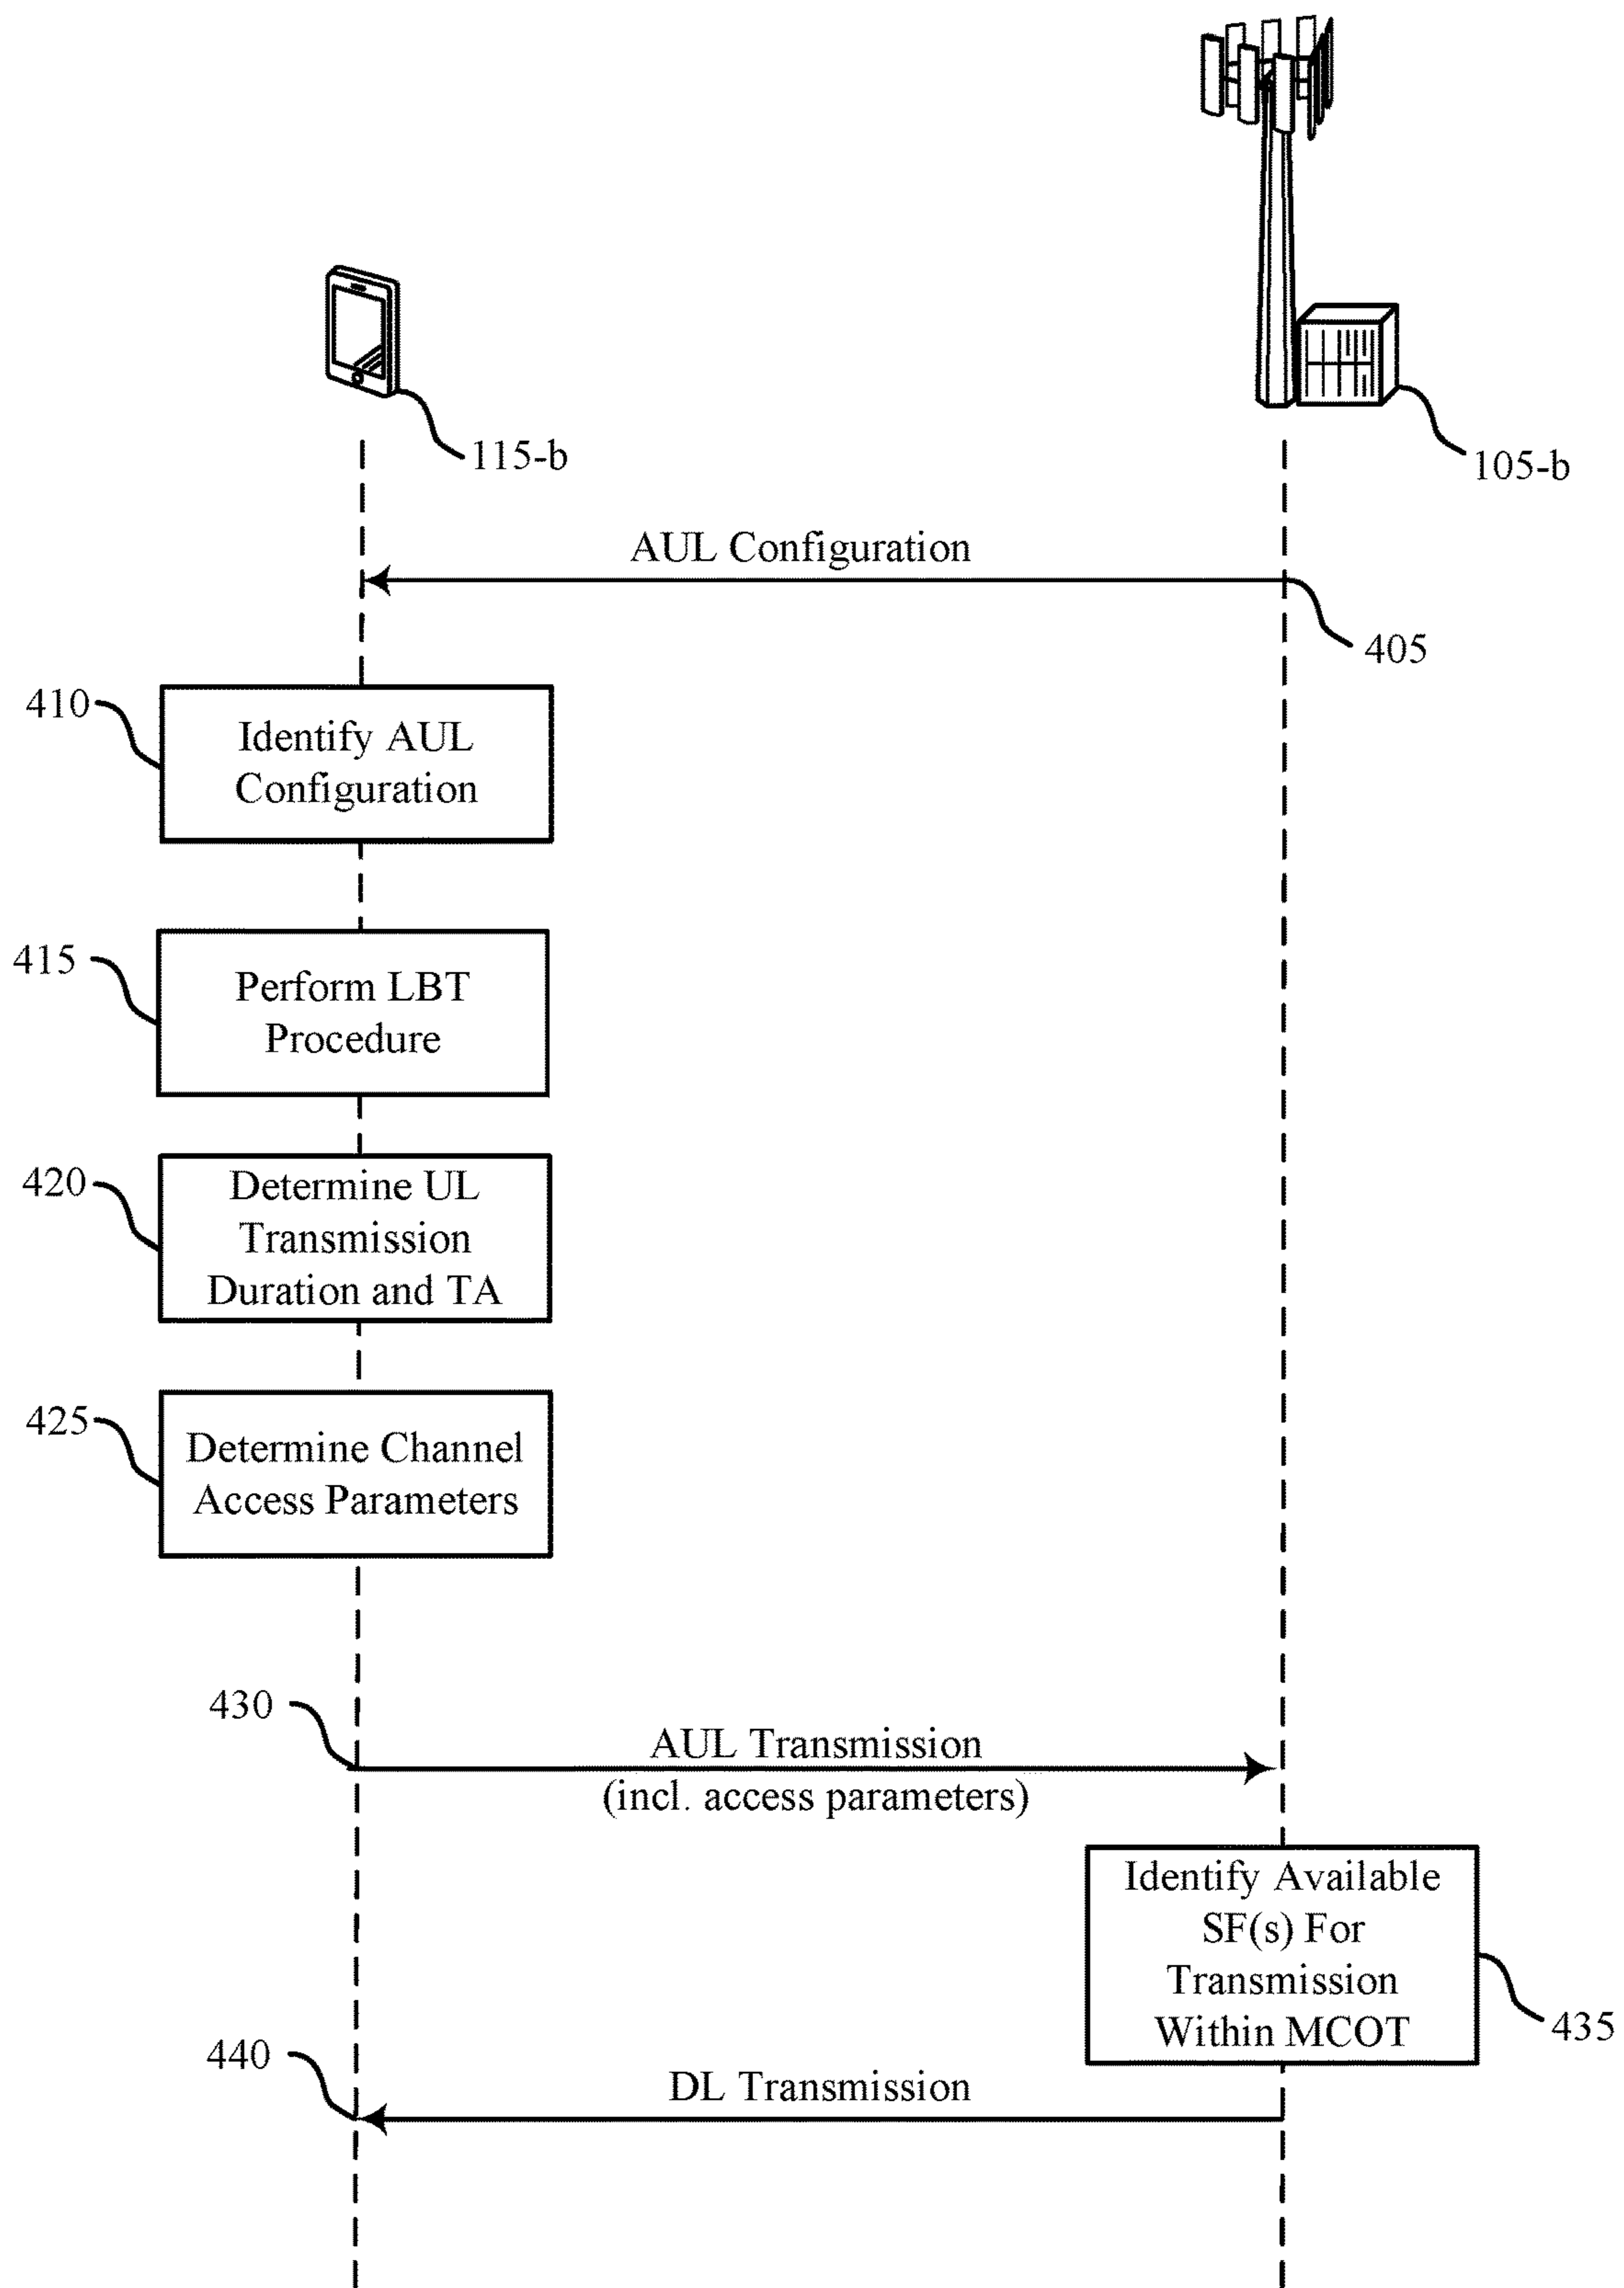 115-b
105-b
AUL Configuration
405
410
Identify AUL
Configuration
415
Perform LBT
Procedure
420
Determine UL
Transmission
Duration and TA
425
Determine Channel
Access Parameters
430
AUL Transmission
(incl. access parameters)
Identify Available
SF(s) For
Transmission
Within MCOT
435
440
DL Transmission